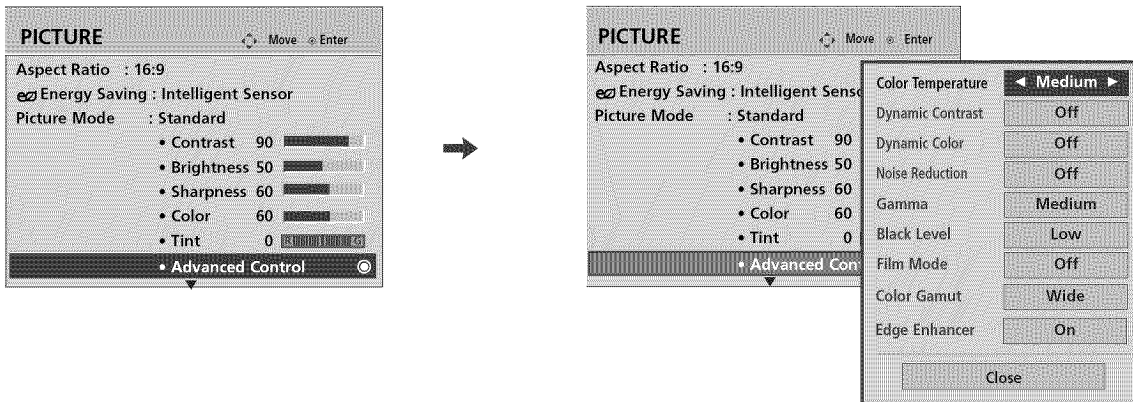 PICTURE
Move Enter
Aspect Ratio : 16:9
Energy Saving : Intelligent Sensor
Picture Mode : Standard
• Contrast 90
• Brightness 50
• Sharpness 60
• Color 60
• Tint 0
• Advanced Control
PICTURE
Move Enter
Aspect Ratio : 16:9
Energy Saving : Intelligent Senso
Picture Mode : Standard
• Contrast 90
• Brightness 50
• Sharpness 60
• Color 60
• Tint 0
• Advanced Con
Color Temperature ◄ Medium ►
Dynamic Contrast Off
Dynamic Color Off
Noise Reduction Off
Gamma Medium
Black Level Low
Film Mode Off
Color Gamut Wide
Edge Enhancer On
Close